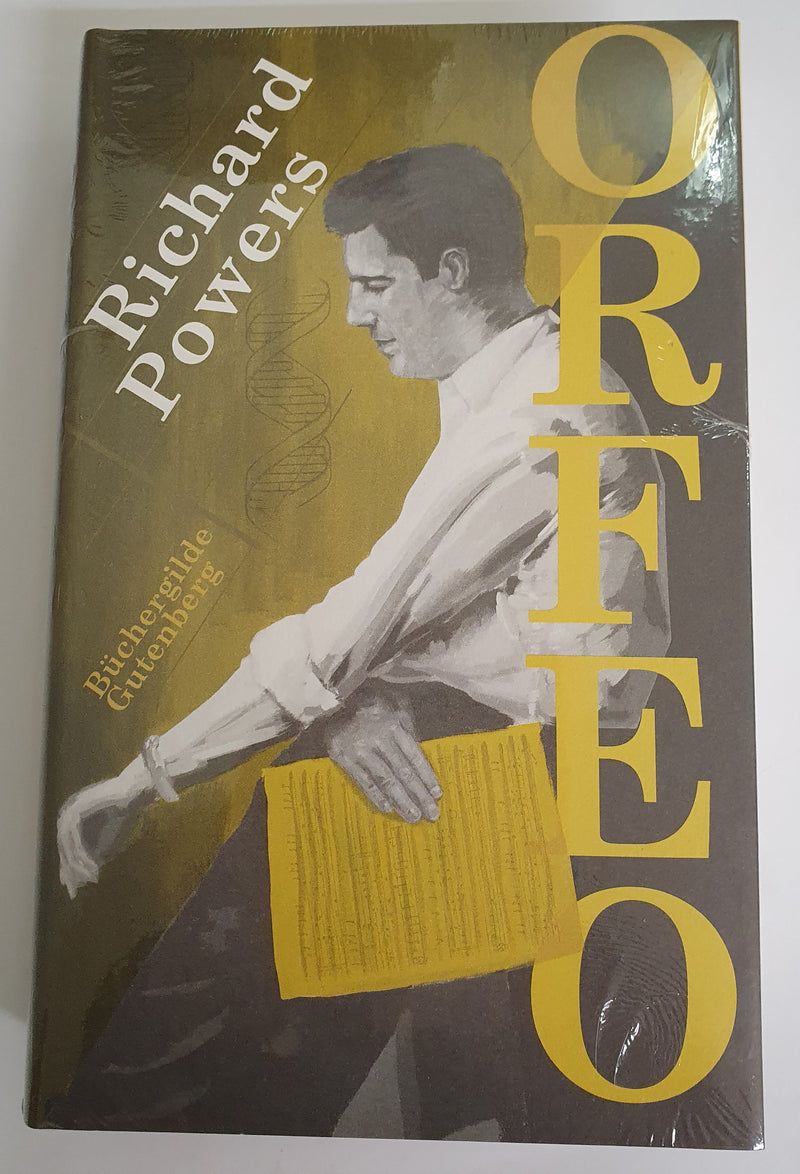 Richard
Powers
ORFEO
Büchergilde
Gutenberg